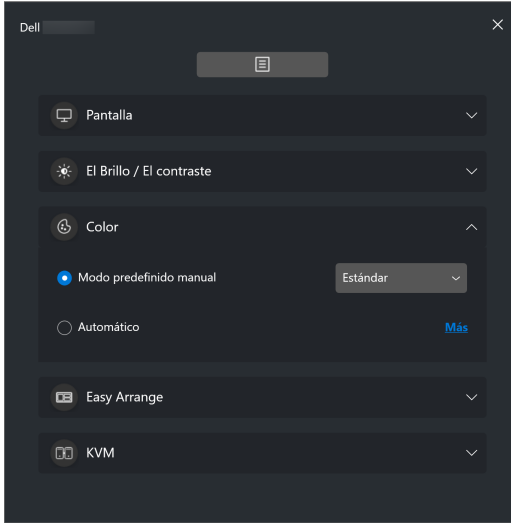 Dell
Pantalla
El Brillo / El contraste
Color
Modo predefinido manual Estándar
Automático Más
Easy Arrange
KVM